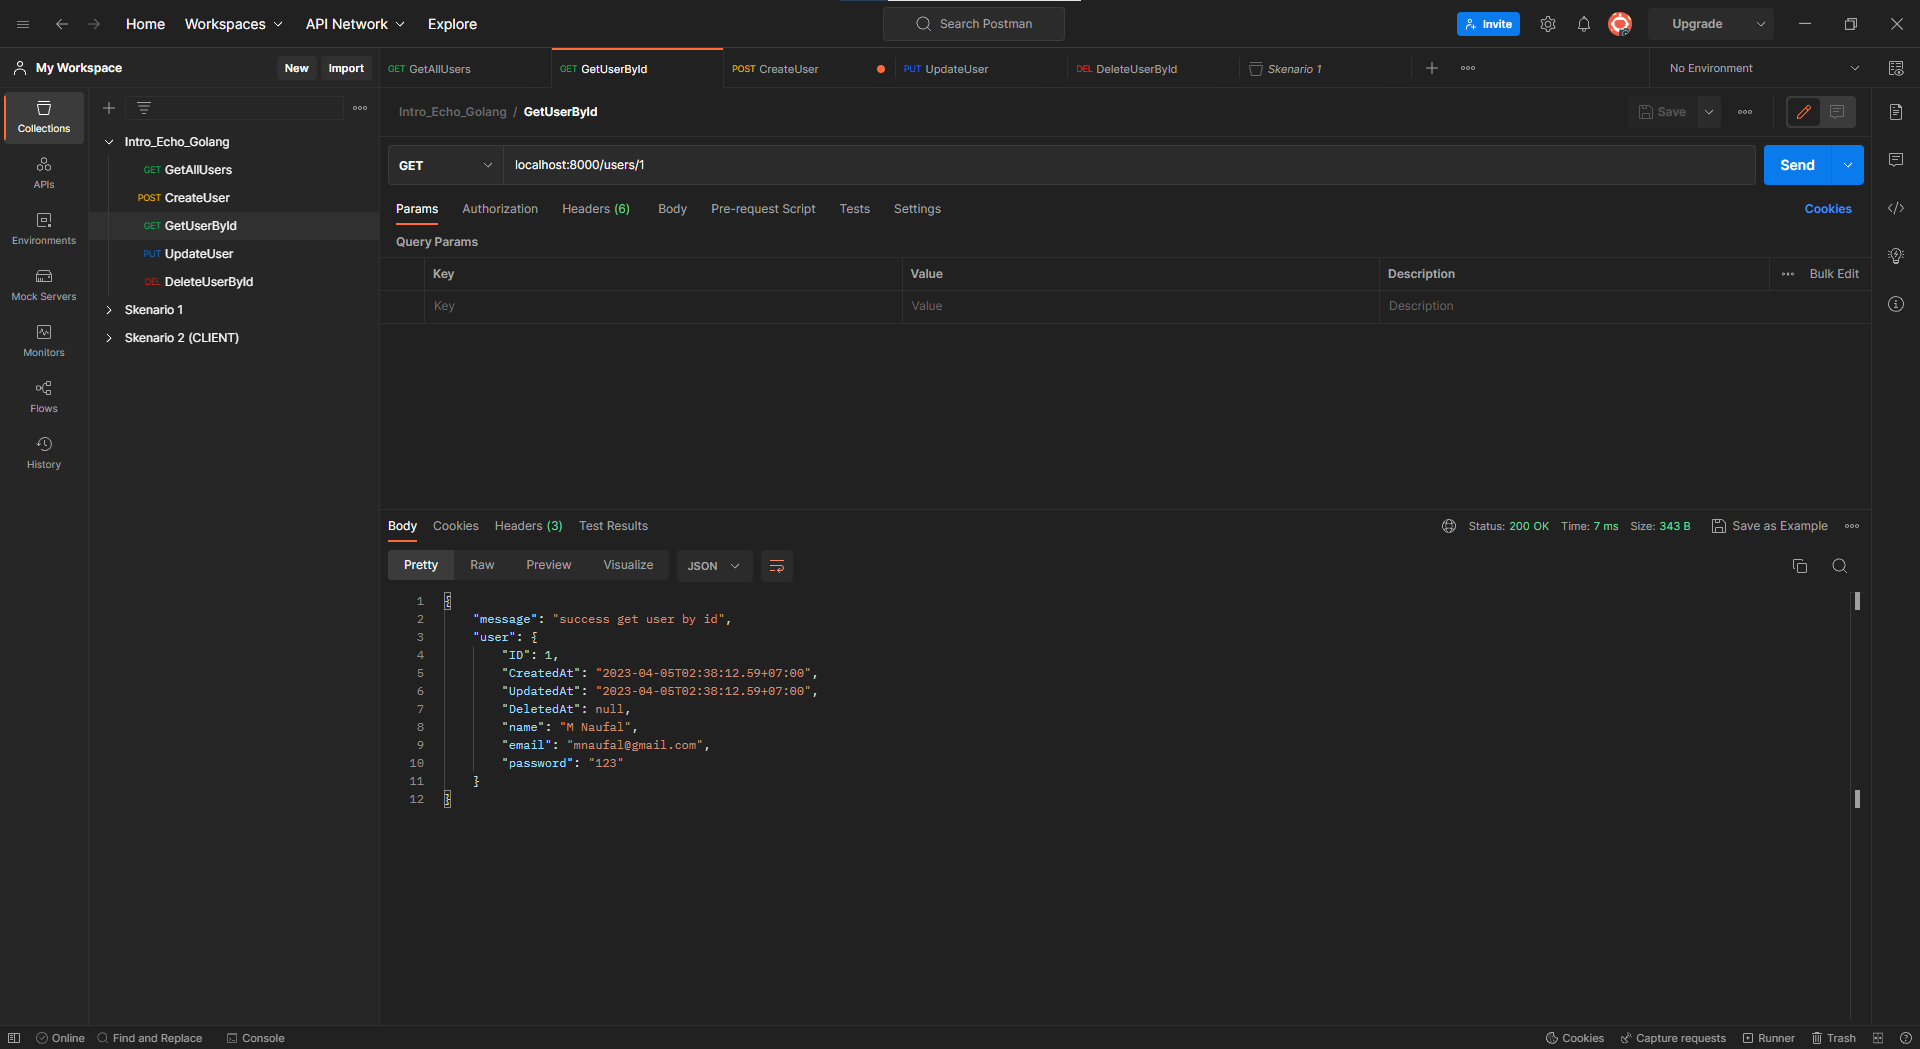 Home Workspaces API Network Explore Search Postman Invite Upgrade
My Workspace New Import GET GetAllUsers GET GetUserById POST CreateUser PUT UpdateUser DEL DeleteUserById Skenario 1 No Environment
Intro_Echo_Golang / GetUserById Save
Collections
APIs
Environments
Mock Servers
Monitors
Flows
History
Intro_Echo_Golang
GET GetAllUsers
POST CreateUser
GET GetUserById
PUT UpdateUser
DEL DeleteUserById
Skenario 1
Skenario 2 (CLIENT)
GET localhost:8000/users/1 Send
Params Authorization Headers (6) Body Pre-request Script Tests Settings Cookies
Query Params
Key Value Description Bulk Edit
Key Value Description
Body Cookies Headers (3) Test Results Status: 200 OK Time: 7 ms Size: 343 B Save as Example
Pretty Raw Preview Visualize JSON
1 {
2 "message": "success get user by id",
3 "user": {
4 "ID": 1,
5 "CreatedAt": "2023-04-05T02:38:12.59+07:00",
6 "UpdatedAt": "2023-04-05T02:38:12.59+07:00",
7 "DeletedAt": null,
8 "name": "M Naufal",
9 "email": "mnaufal@gmail.com",
10 "password": "123"
11 }
12 }
Online Find and Replace Console Cookies Capture requests Runner Trash